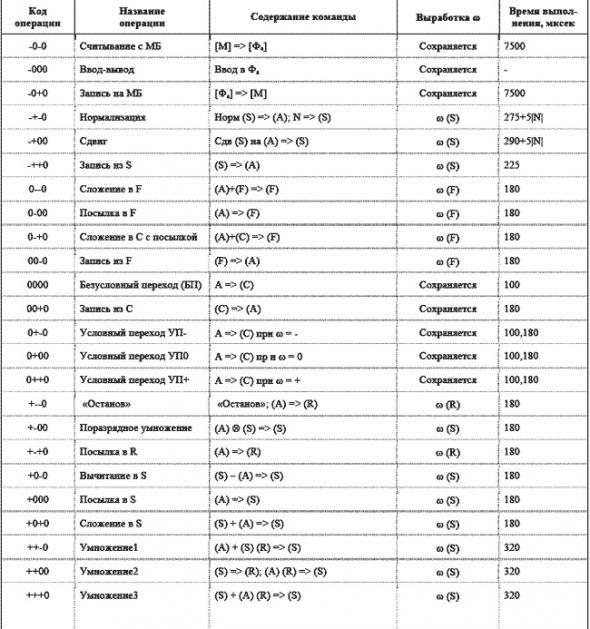 Код операции | Название операции | Содержание команды | Выработка ω | Время выпол-нения, мксек
-0-0 | Считывание с МБ | [М] => [Фₐ] | Сохраняется | 7500
-000 | Ввод-вывод | Ввод в Фₐ | Сохраняется | -
-0+0 | Запись на МБ | [Фₐ] => [М] | Сохраняется | 7500
-+-0 | Нормализация | Норм (S) => (A); N => (S) | ω (S) | 275+5|N|
-+00 | Сдвиг | Сдв (S) на (A) => (S) | ω (S) | 290+5|N|
-++0 | Запись из S | (S) => (A) | ω (S) | 225
0--0 | Сложение в F | (A)+(F) => (F) | ω (F) | 180
0-00 | Посылка в F | (A) => (F) | ω (F) | 180
0-+0 | Сложение в С с посылкой | (A)+(C) => (F) | ω (F) | 180
00-0 | Запись из F | (F) => (A) | ω (F) | 180
0000 | Безусловный переход (БП) | A => (C) | Сохраняется | 100
00+0 | Запись из С | (C) => (A) | Сохраняется | 180
0+-0 | Условный переход УП- | A => (C) при ω = - | Сохраняется | 100,180
0+00 | Условный переход УП0 | A => (C) пр и ω = 0 | Сохраняется | 100,180
0++0 | Условный переход УП+ | A => (C) при ω = + | Сохраняется | 100,180
+--0 | «Останов» | «Останов»; (A) => (R) | ω (R) | 180
+-00 | Поразрядное умножение | (A) ⊗ (S) => (S) | ω (S) | 180
+-+0 | Посылка в R | (A) => (R) | ω (S) | 180
+0-0 | Вычитание в S | (S) – (A) => (S) | ω (S) | 180
+000 | Посылка в S | (A) => (S) | ω (S) | 180
+0+0 | Сложение в S | (S) + (A) => (S) | ω (S) | 180
++-0 | Умножение1 | (A) + (S) (R) => (S) | ω (S) | 320
++00 | Умножение2 | (S) => (R); (A) (R) => (S) | ω (S) | 320
+++0 | Умножение3 | (S) + (A) (R) => (S) | ω (S) | 320